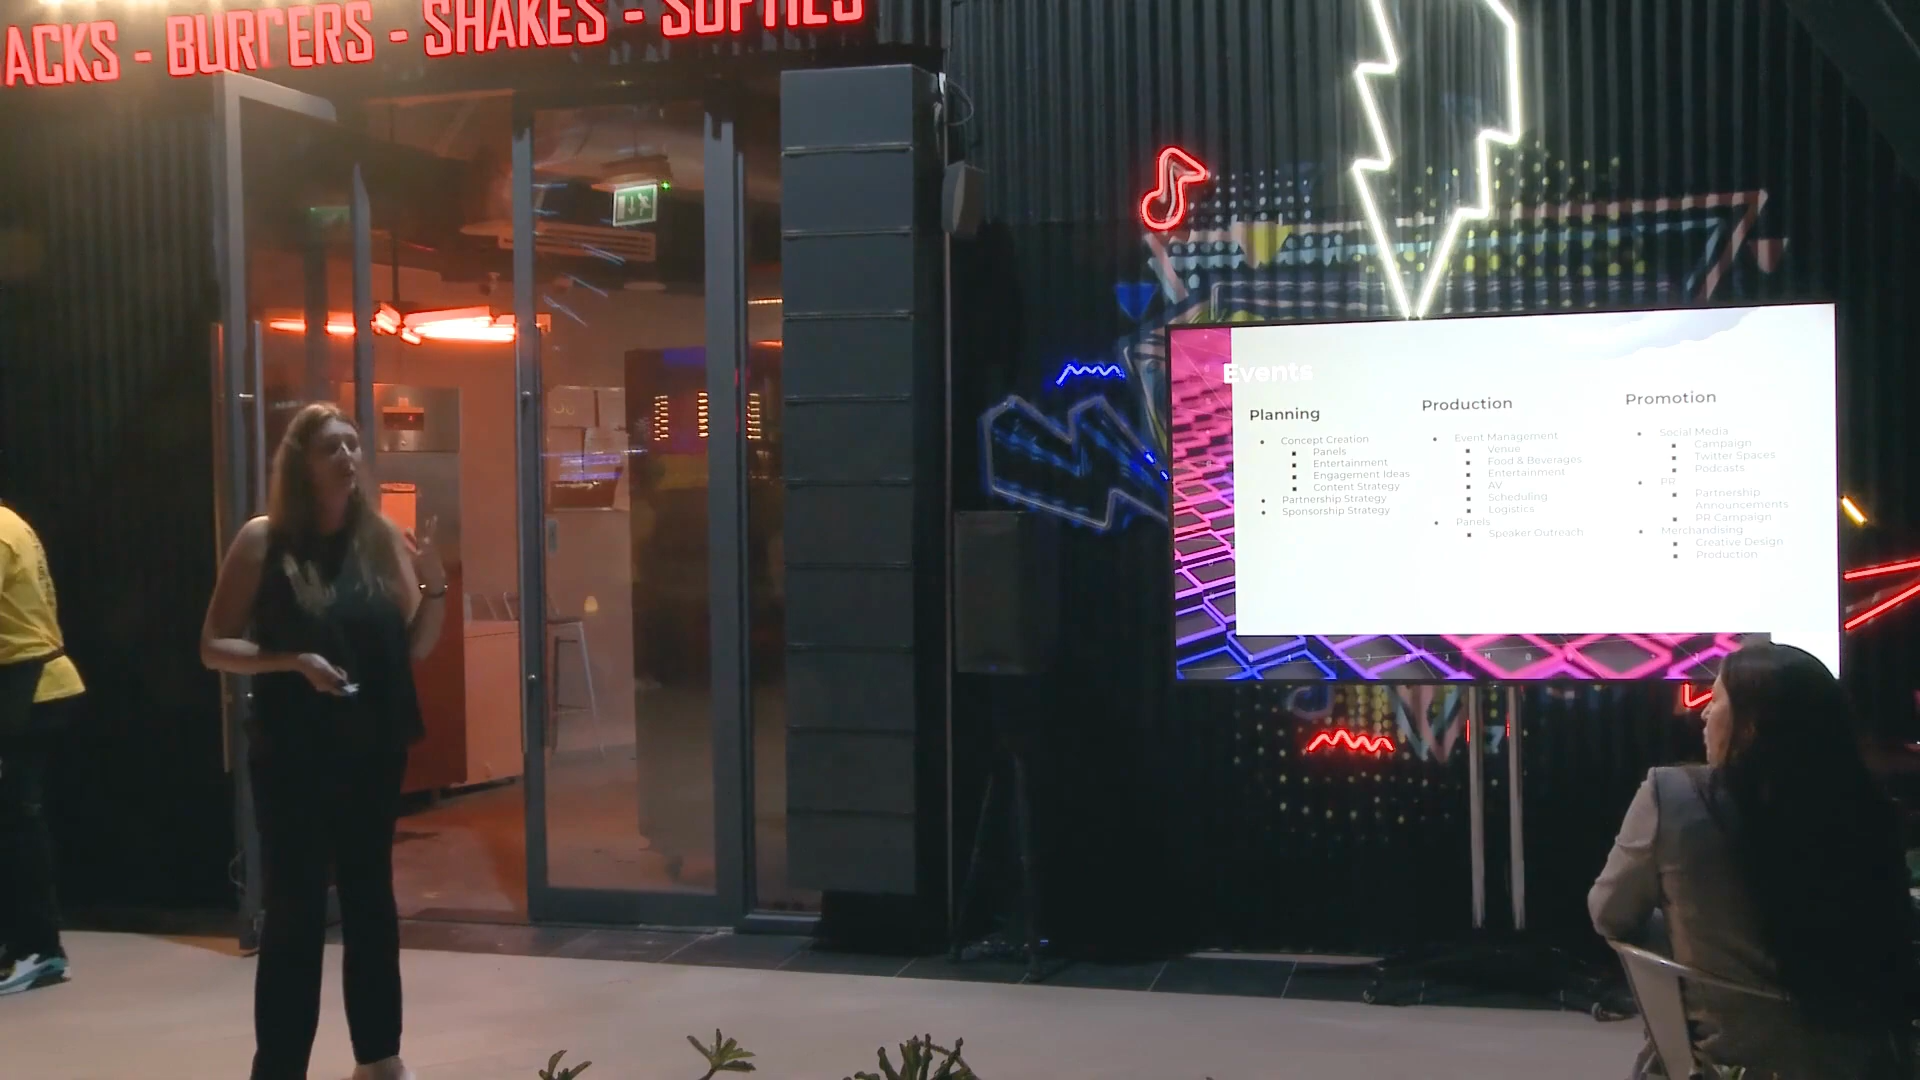 ACKS - BURGERS - SHAKES - SOFTIES
Events
Planning
Concept Creation
Panels
Entertainment
Engagement Ideas
Content Strategy
Partnership Strategy
Sponsorship Strategy
Production
Event Management
Venue
Food & Beverages
Entertainment
AV
Scheduling
Logistics
Panels
Speaker Outreach
Promotion
Social Media
Campaign
Twitter Spaces
Podcasts
PR
Partnership
Announcements
PR Campaign
Merchandising
Creative Design
Production